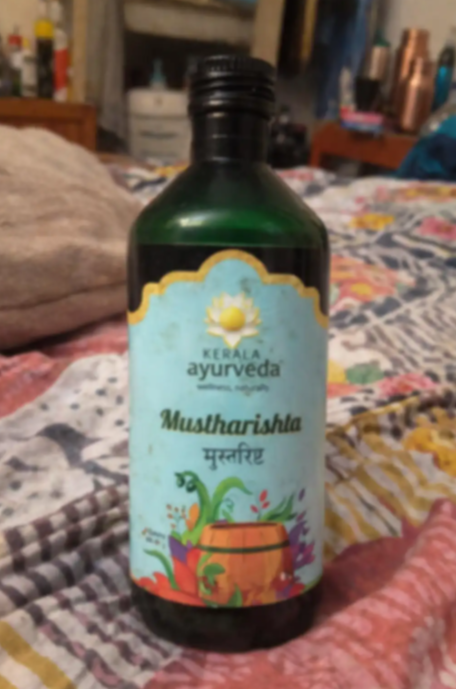 KERALA
ayurveda
wellness, naturally
Mustharishta
मुस्तरिष्ट